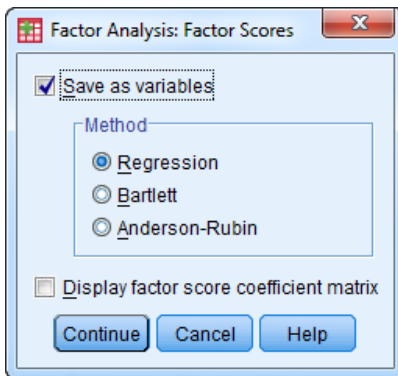 Factor Analysis: Factor Scores
Save as variables
Method
Regression
Bartlett
Anderson-Rubin
Display factor score coefficient matrix
Continue Cancel Help